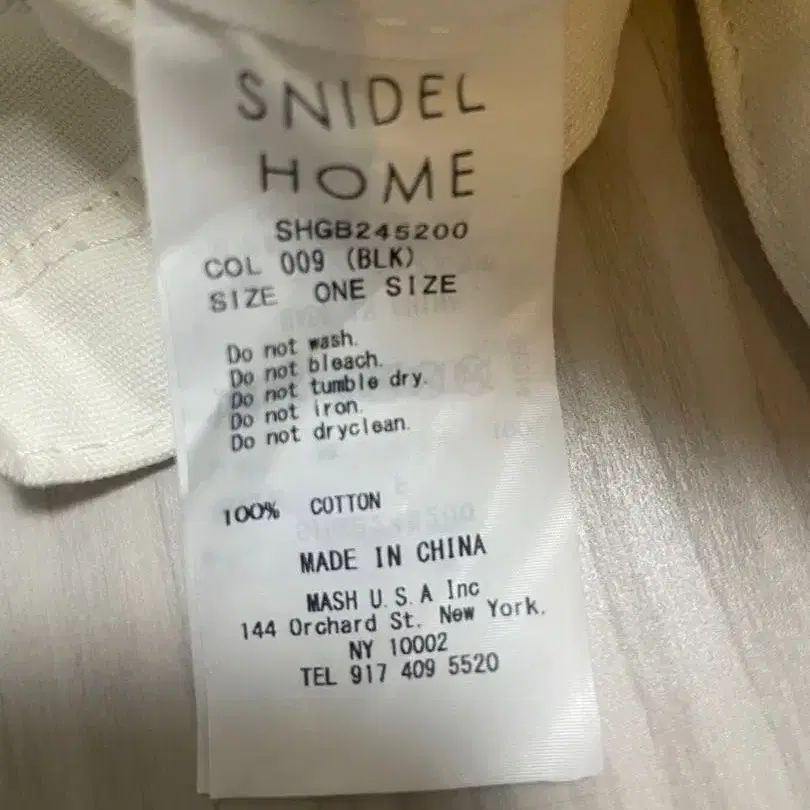 SNIDEL
HOME
SHGB245200
COL 009 (BLK)
SIZE ONE SIZE
Do not wash.
Do not bleach.
Do not tumble dry.
Do not iron.
Do not dryclean.
100% COTTON
MADE IN CHINA
MASH U.S.A Inc
144 Orchard St. New York.
NY 10002
TEL 917 409 5520